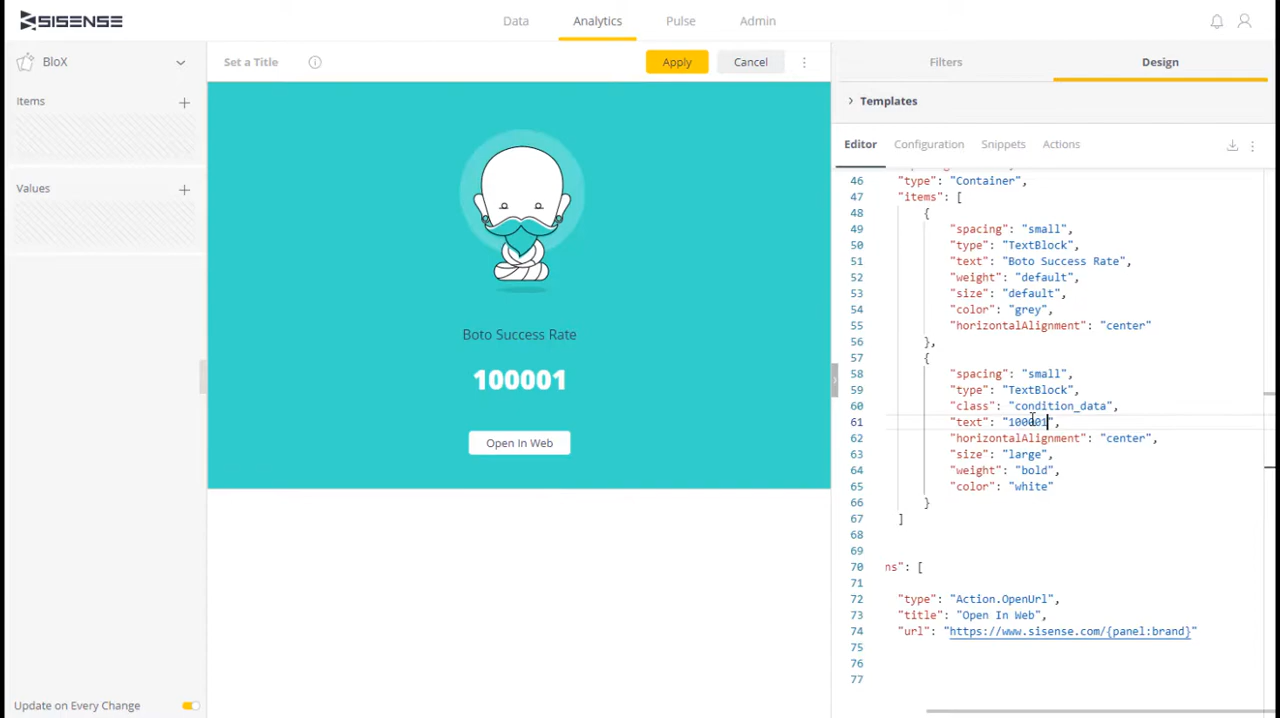 SISENSE
Data
Analytics
Pulse
Admin
BloX
Items
Values
Update on Every Change
Set a Title
Apply
Cancel
Boto Success Rate
100001
Open In Web
Filters
Design
Templates
Editor
Configuration
Snippets
Actions
46 "type": "Container",
47 "items": [
48 {
49 "spacing": "small",
50 "type": "TextBlock",
51 "text": "Boto Success Rate",
52 "weight": "default",
53 "size": "default",
54 "color": "grey",
55 "horizontalAlignment": "center"
56 },
57 {
58 "spacing": "small",
59 "type": "TextBlock",
60 "class": "condition_data",
61 "text": "100001",
62 "horizontalAlignment": "center",
63 "size": "large",
64 "weight": "bold",
65 "color": "white"
66 }
67 ]
68
69
70 ns": [
71
72 "type": "Action.OpenUrl",
73 "title": "Open In Web",
74 "url": "https://www.sisense.com/{panel:brand}"
75
76
77